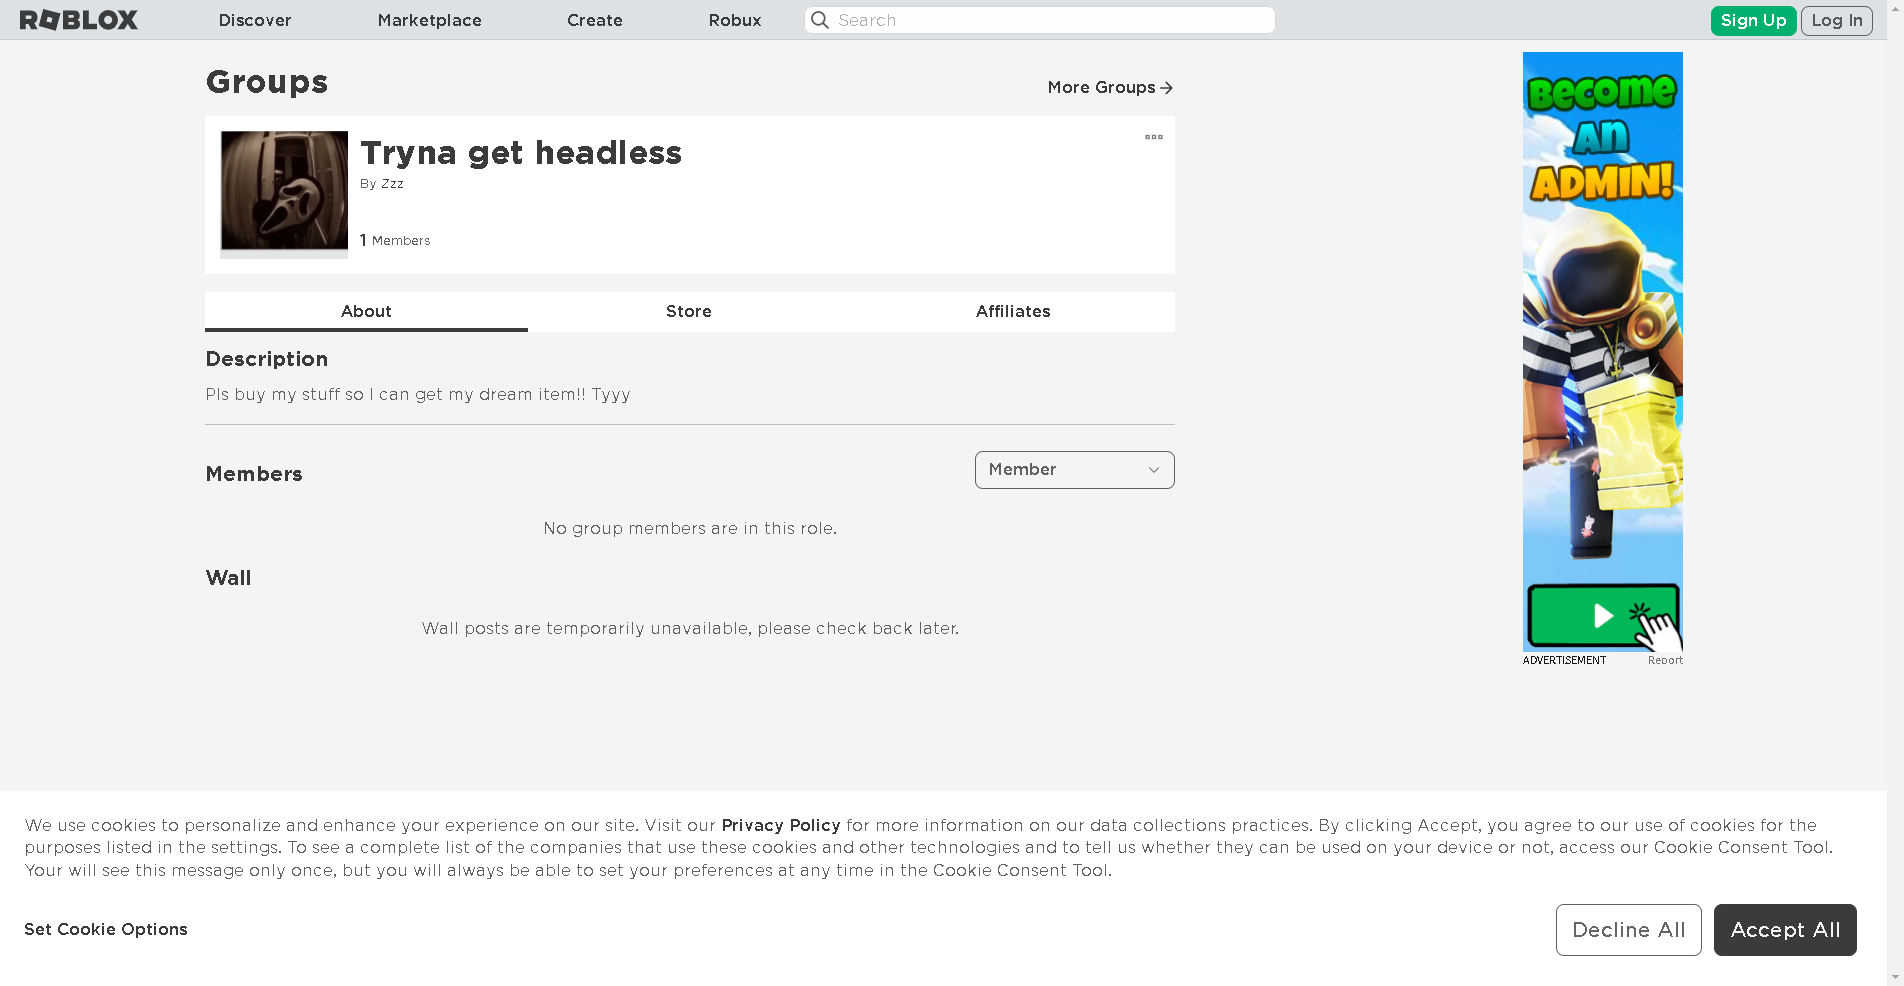 ROBLOX Discover Marketplace Create Robux Search Sign Up Log In
Groups
More Groups
Tryna get headless
By Zzz
1 Members
About Store Affiliates
Description
Pls buy my stuff so I can get my dream item!! Tyyy
Members
Member
No group members are in this role.
Wall
Wall posts are temporarily unavailable, please check back later.
Become
An
ADMIN!
ADVERTISEMENT Report
We use cookies to personalize and enhance your experience on our site. Visit our Privacy Policy for more information on our data collections practices. By clicking Accept, you agree to our use of cookies for the
purposes listed in the settings. To see a complete list of the companies that use these cookies and other technologies and to tell us whether they can be used on your device or not, access our Cookie Consent Tool.
Your will see this message only once, but you will always be able to set your preferences at any time in the Cookie Consent Tool.
Set Cookie Options
Decline All
Accept All